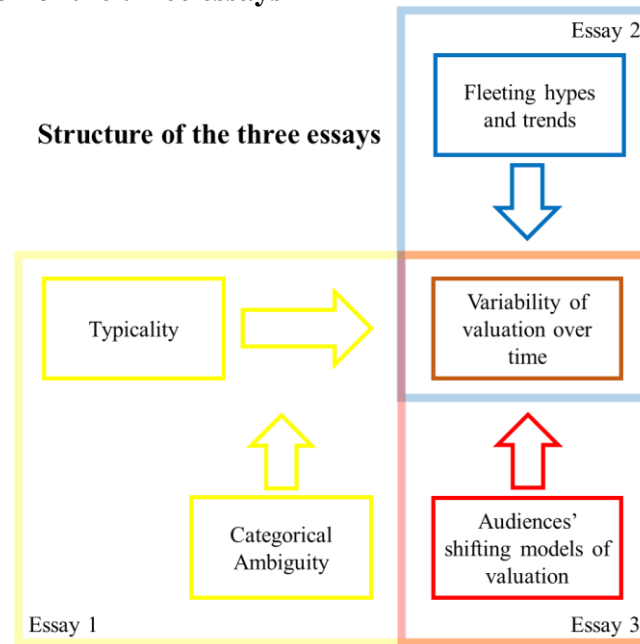 Essay 2
Fleeting hypes
and trends
Structure of the three essays
Typicality
Variability of
valuation over
time
Categorical
Ambiguity
Audiences’
shifting models of
valuation
Essay 1
Essay 3